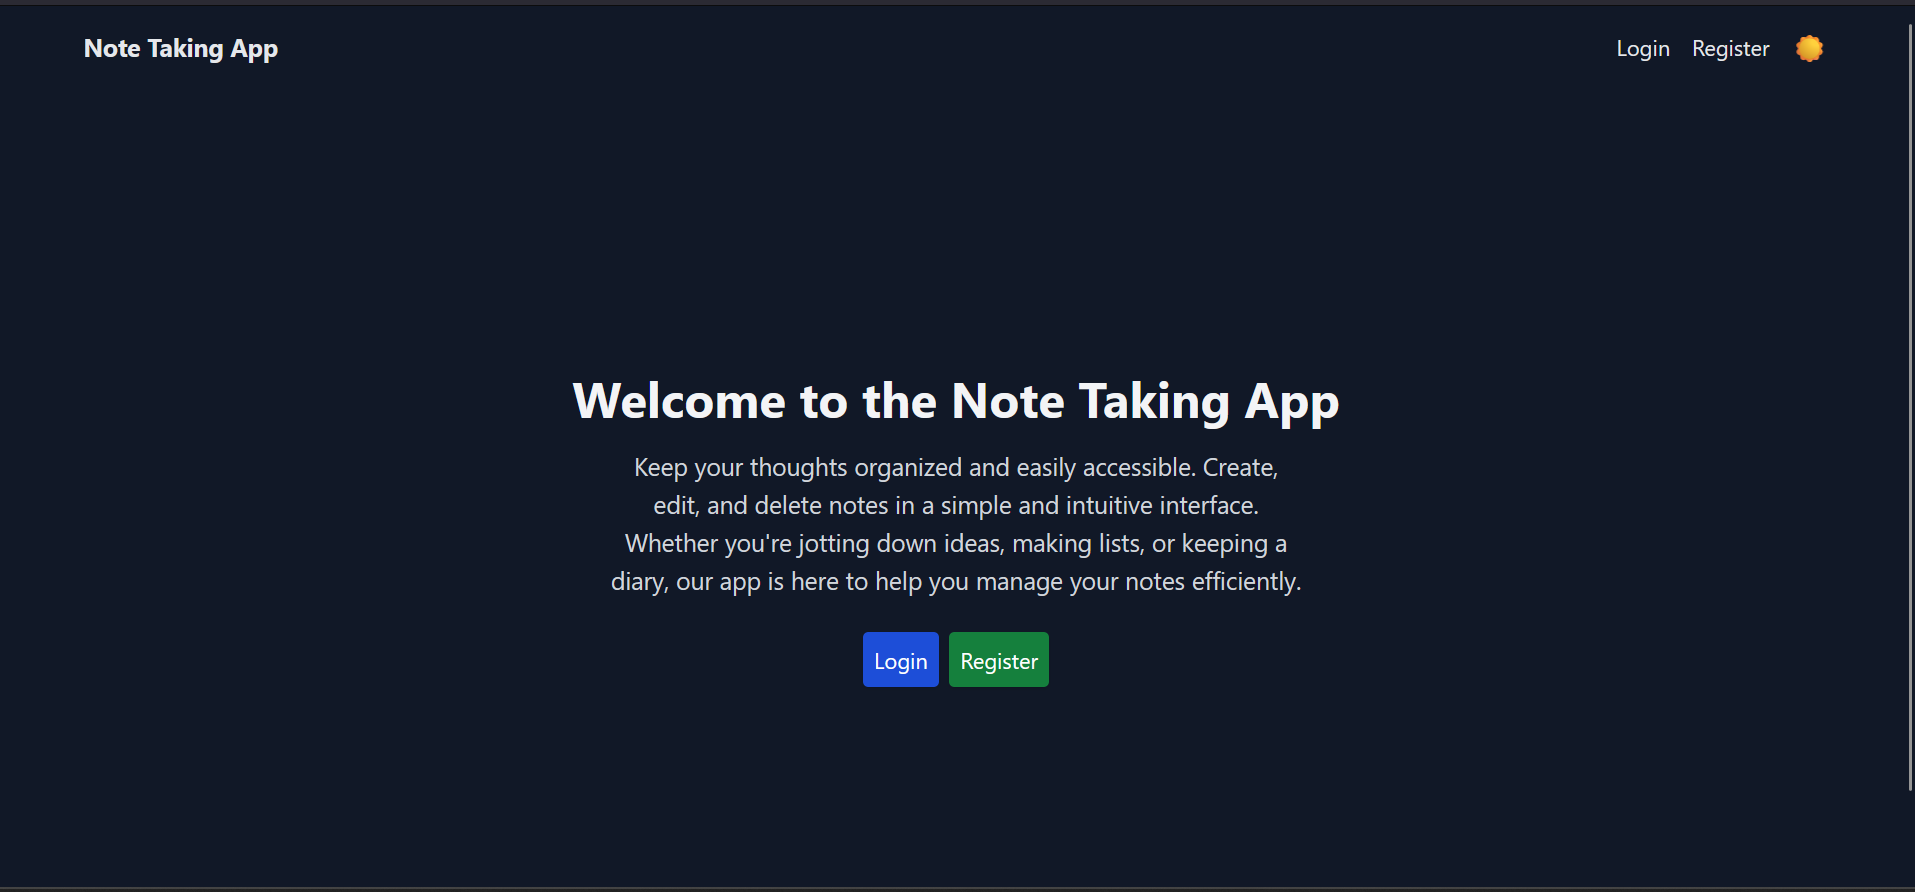 Note Taking App
Login
Register
Welcome to the Note Taking App
Keep your thoughts organized and easily accessible. Create,
edit, and delete notes in a simple and intuitive interface.
Whether you're jotting down ideas, making lists, or keeping a
diary, our app is here to help you manage your notes efficiently.
Login
Register